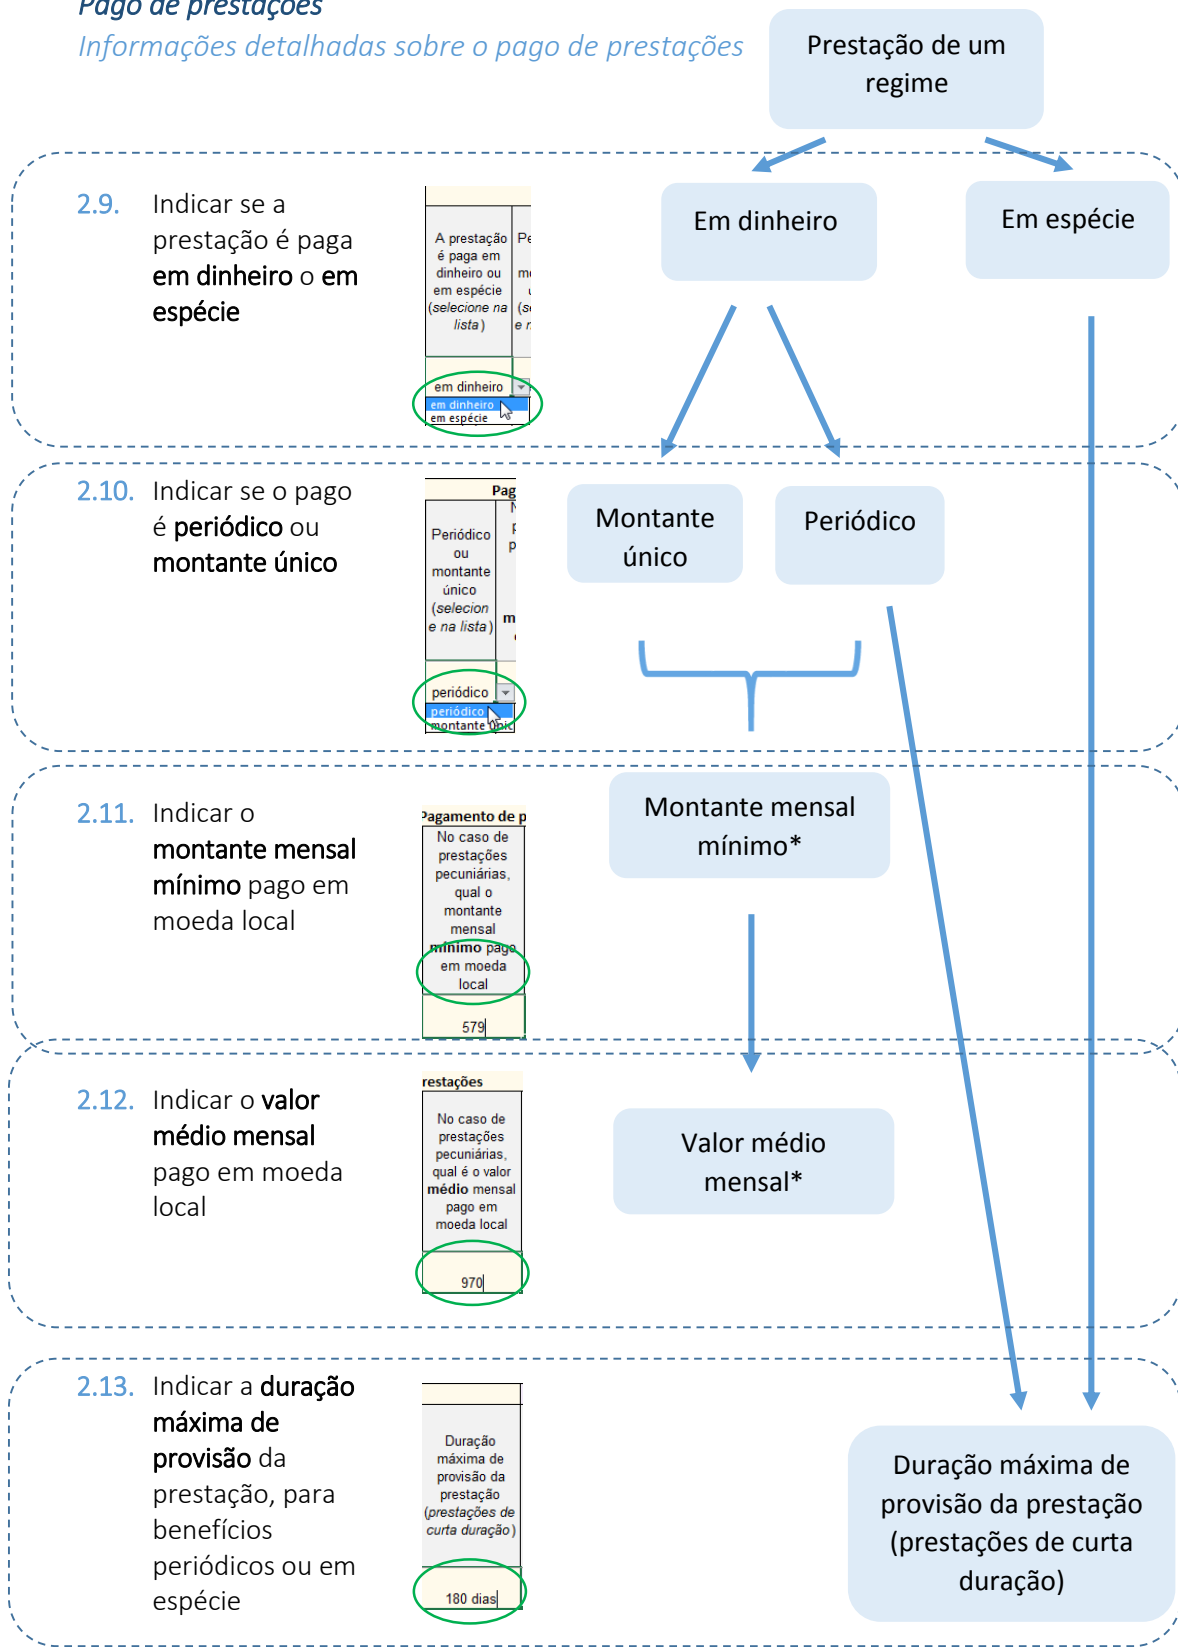 Pago de prestações
Informações detalhadas sobre o pago de prestações
Prestação de um
regime
2.9. Indicar se a
prestação é paga
em dinheiro o em
espécie
A prestação
é paga em
dinheiro ou
em espécie
(selecione na
lista)
em dinheiro
em dinheiro
em espécie
Em dinheiro
Em espécie
2.10. Indicar se o pago
é periódico ou
montante único
Pag
Periódico
ou
montante
único
(selecion
e na lista)
periódico
periódico
montante únic
Montante
único
Periódico
2.11. Indicar o
montante mensal
mínimo pago em
moeda local
Pagamento de p
No caso de
prestações
pecuniárias,
qual o
montante
mensal
mínimo pago
em moeda
local
579
Montante mensal
mínimo*
2.12. Indicar o valor
médio mensal
pago em moeda
local
restações
No caso de
prestações
pecuniárias,
qual é o valor
médio mensal
pago em
moeda local
970
Valor médio
mensal*
2.13. Indicar a duração
máxima de
provisão da
prestação, para
benefícios
periódicos ou em
espécie
Duração
máxima de
provisão da
prestação
(prestações de
curta duração)
180 dias
Duração máxima de
provisão da prestação
(prestações de curta
duração)